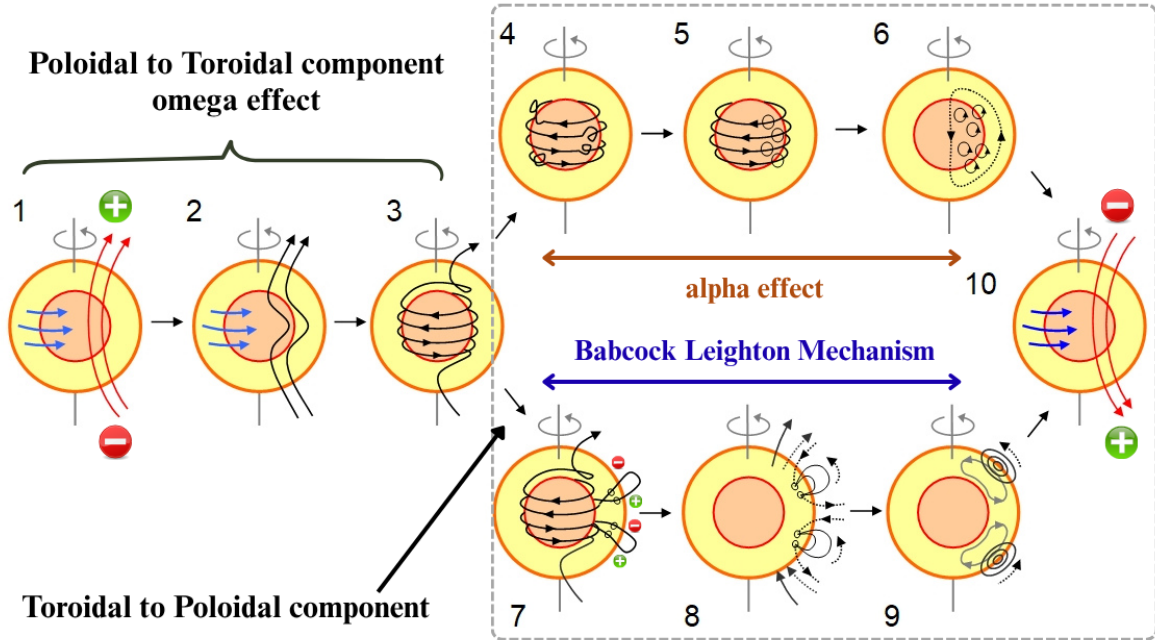 Poloidal to Toroidal component
omega effect
1
2
3
4
5
6
alpha effect
10
Babcock Leighton Mechanism
Toroidal to Poloidal component
7
8
9